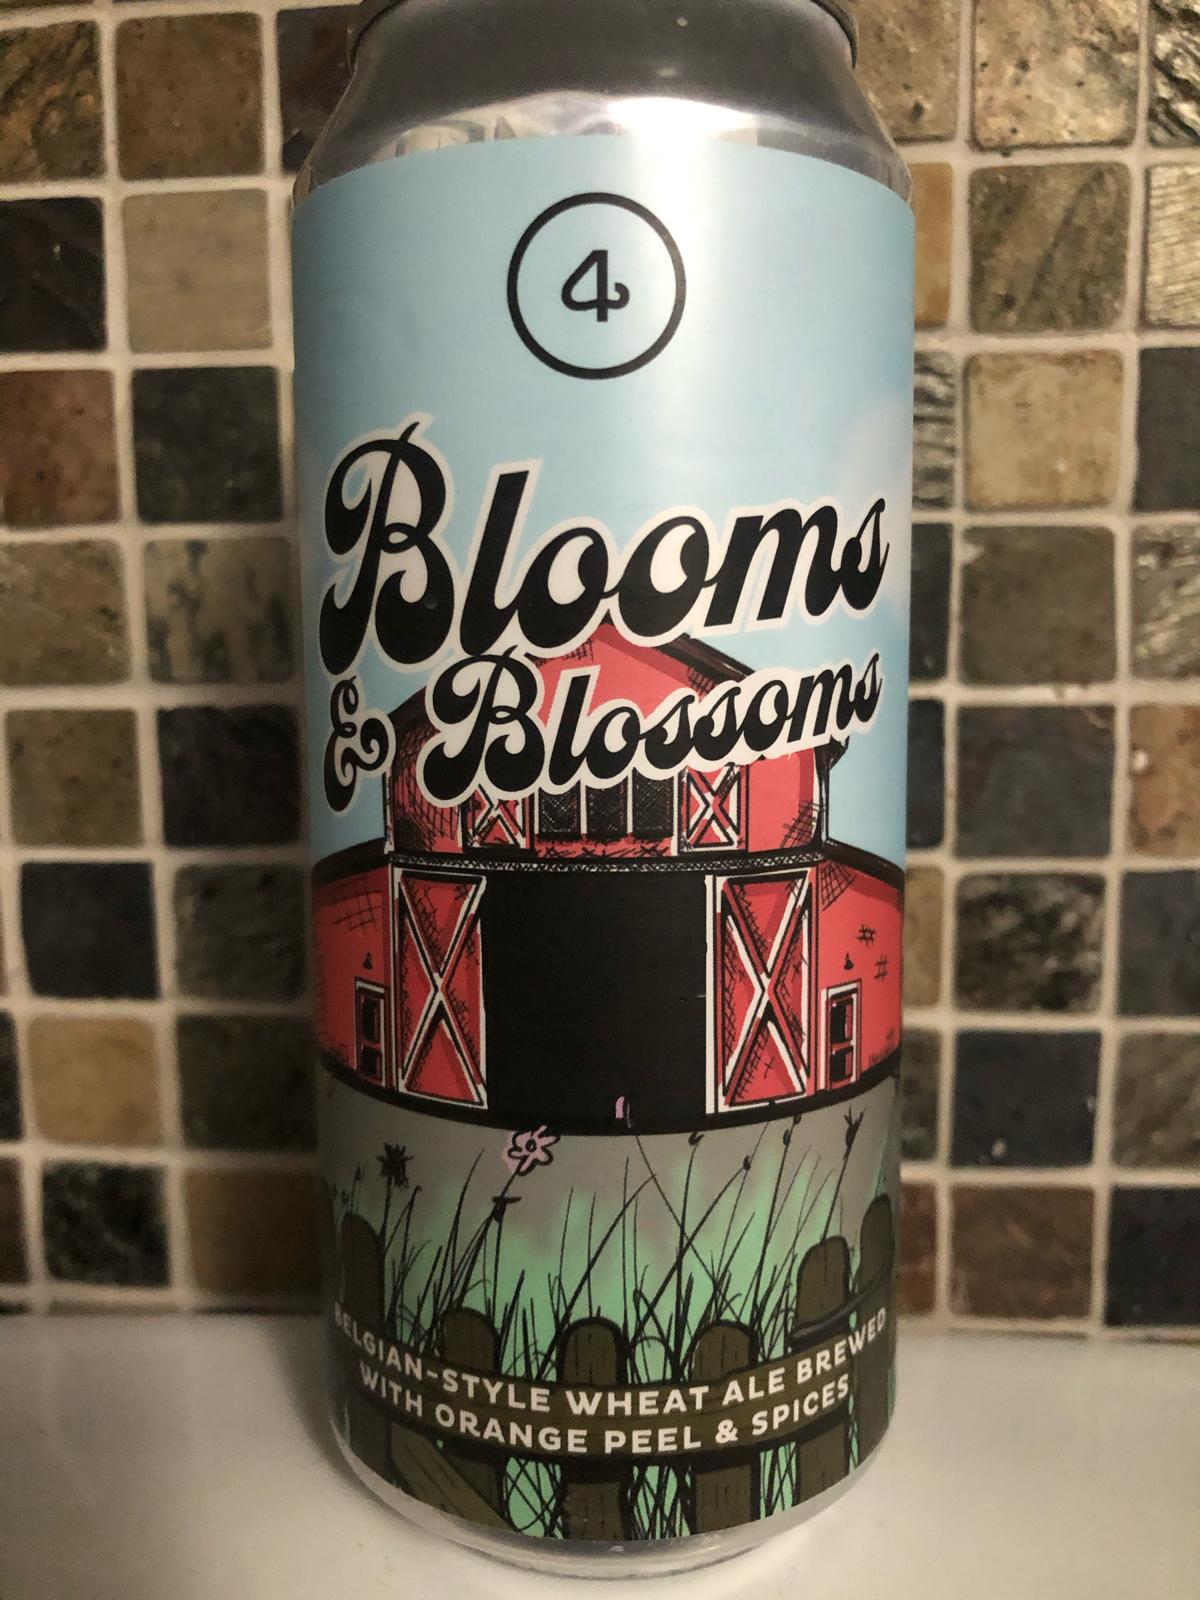 4
Blooms
& Blossoms
BELGIAN-STYLE WHEAT ALE BREWED
WITH ORANGE PEEL & SPICES